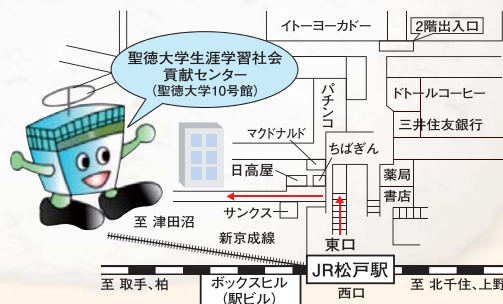 イトーヨーカドー
2階出入口
聖徳大学生涯学習社会
貢献センター
(聖徳大学10号館)
パチンコ
ドトールコーヒー
三井住友銀行
マクドナルド
ちばぎん
日高屋
薬局
書店
サンクス
至 津田沼
新京成線
東口
JR松戸駅
西口
至 取手、柏
ボックスヒル
(駅ビル)
至 北千住、上野